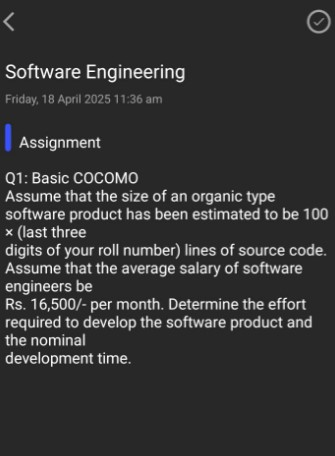 Software Engineering
Friday, 18 April 2025 11:36 am
Assignment
Q1: Basic COCOMO
Assume that the size of an organic type
software product has been estimated to be 100
× (last three
digits of your roll number) lines of source code.
Assume that the average salary of software
engineers be
Rs. 16,500/- per month. Determine the effort
required to develop the software product and
the nominal
development time.